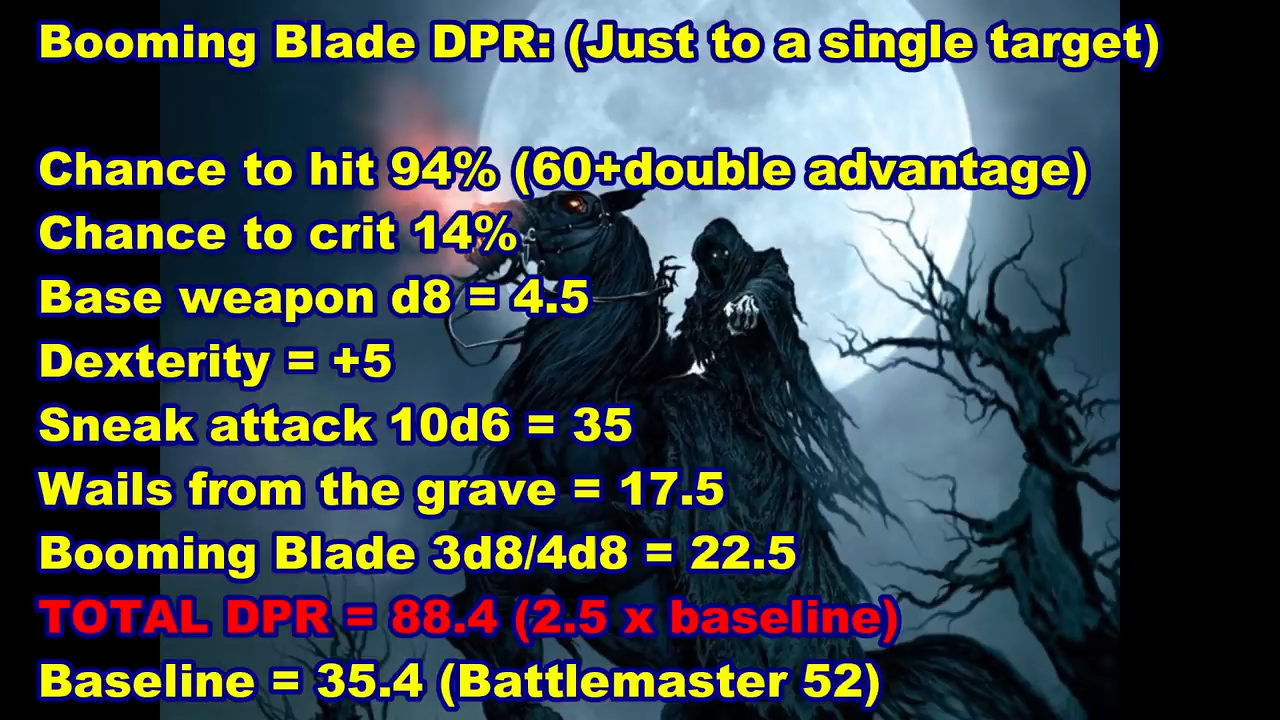 Booming Blade DPR: (Just to a single target)
Chance to hit 94% (60+double advantage)
Chance to crit 14%
Base weapon d8 = 4.5
Dexterity = +5
Sneak attack 10d6 = 35
Wails from the grave = 17.5
Booming Blade 3d8/4d8 = 22.5
TOTAL DPR = 88.4 (2.5 x baseline)
Baseline = 35.4 (Battlemaster 52)